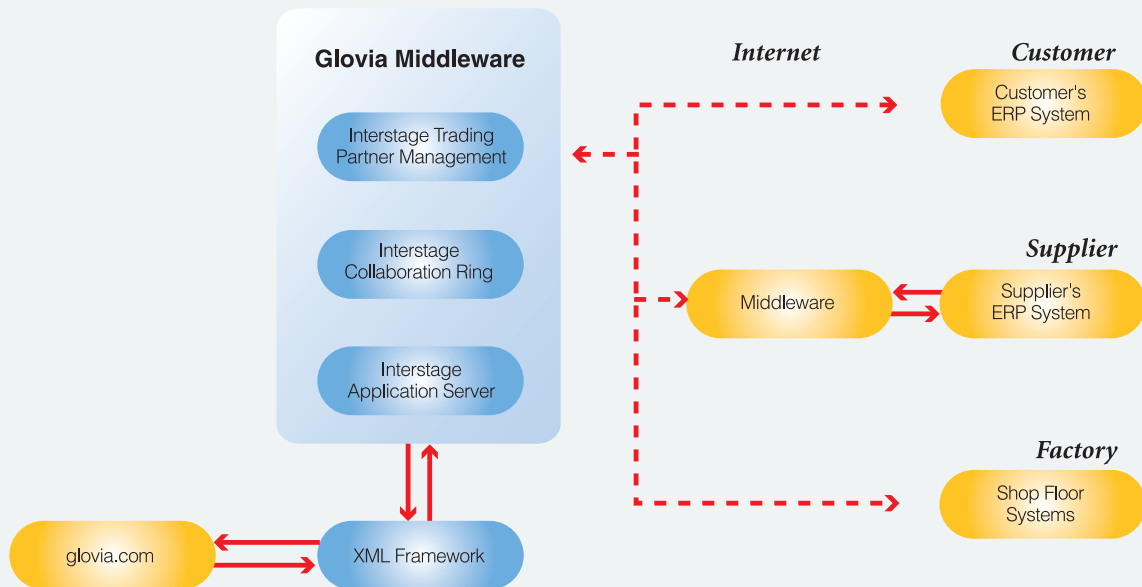 Glovia Middleware
Interstage Trading
Partner Management
Interstage
Collaboration Ring
Interstage
Application Server
glovia.com
XML Framework
Internet
Customer
Customer's
ERP System
Supplier
Middleware
Supplier's
ERP System
Factory
Shop Floor
Systems